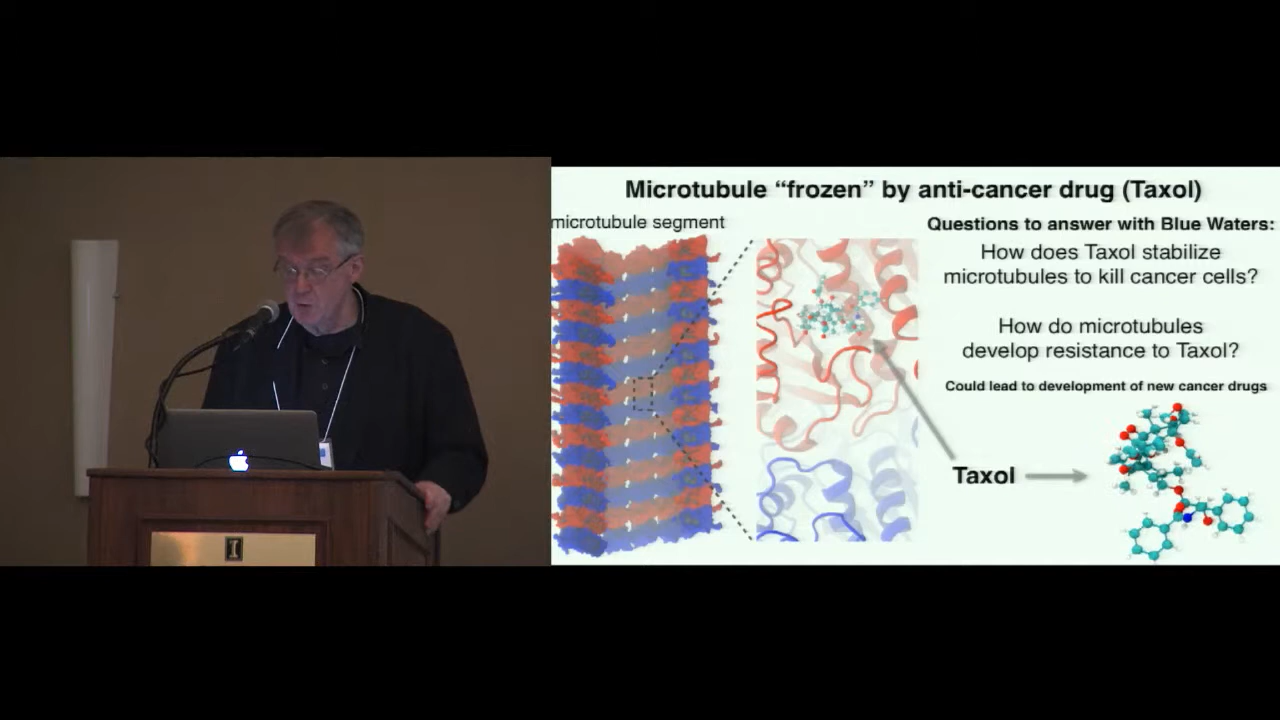 Microtubule “frozen” by anti-cancer drug (Taxol)
microtubule segment
Questions to answer with Blue Waters:
How does Taxol stabilize
microtubules to kill cancer cells?
How do microtubules
develop resistance to Taxol?
Could lead to development of new cancer drugs
Taxol
I